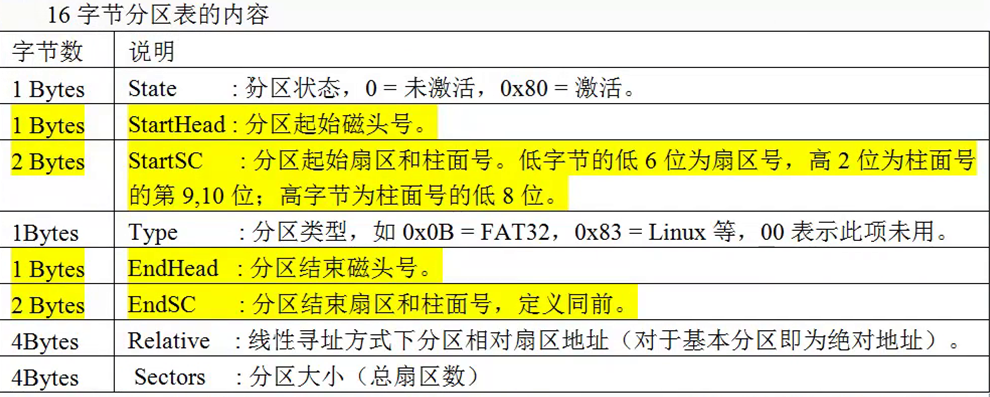 16 字节分区表的内容
字节数 说明
1 Bytes State : 分区状态，0 = 未激活，0x80 = 激活。
1 Bytes StartHead : 分区起始磁头号。
2 Bytes StartSC : 分区起始扇区和柱面号。低字节的低 6 位为扇区号，高 2 位为柱面号
的第 9,10 位；高字节为柱面号的低 8 位。
1Bytes Type : 分区类型，如 0x0B = FAT32，0x83 = Linux 等，00 表示此项未用。
1 Bytes EndHead : 分区结束磁头号。
2 Bytes EndSC : 分区结束扇区和柱面号，定义同前。
4Bytes Relative : 线性寻址方式下分区相对扇区地址（对于基本分区即为绝对地址）。
4Bytes Sectors : 分区大小（总扇区数）